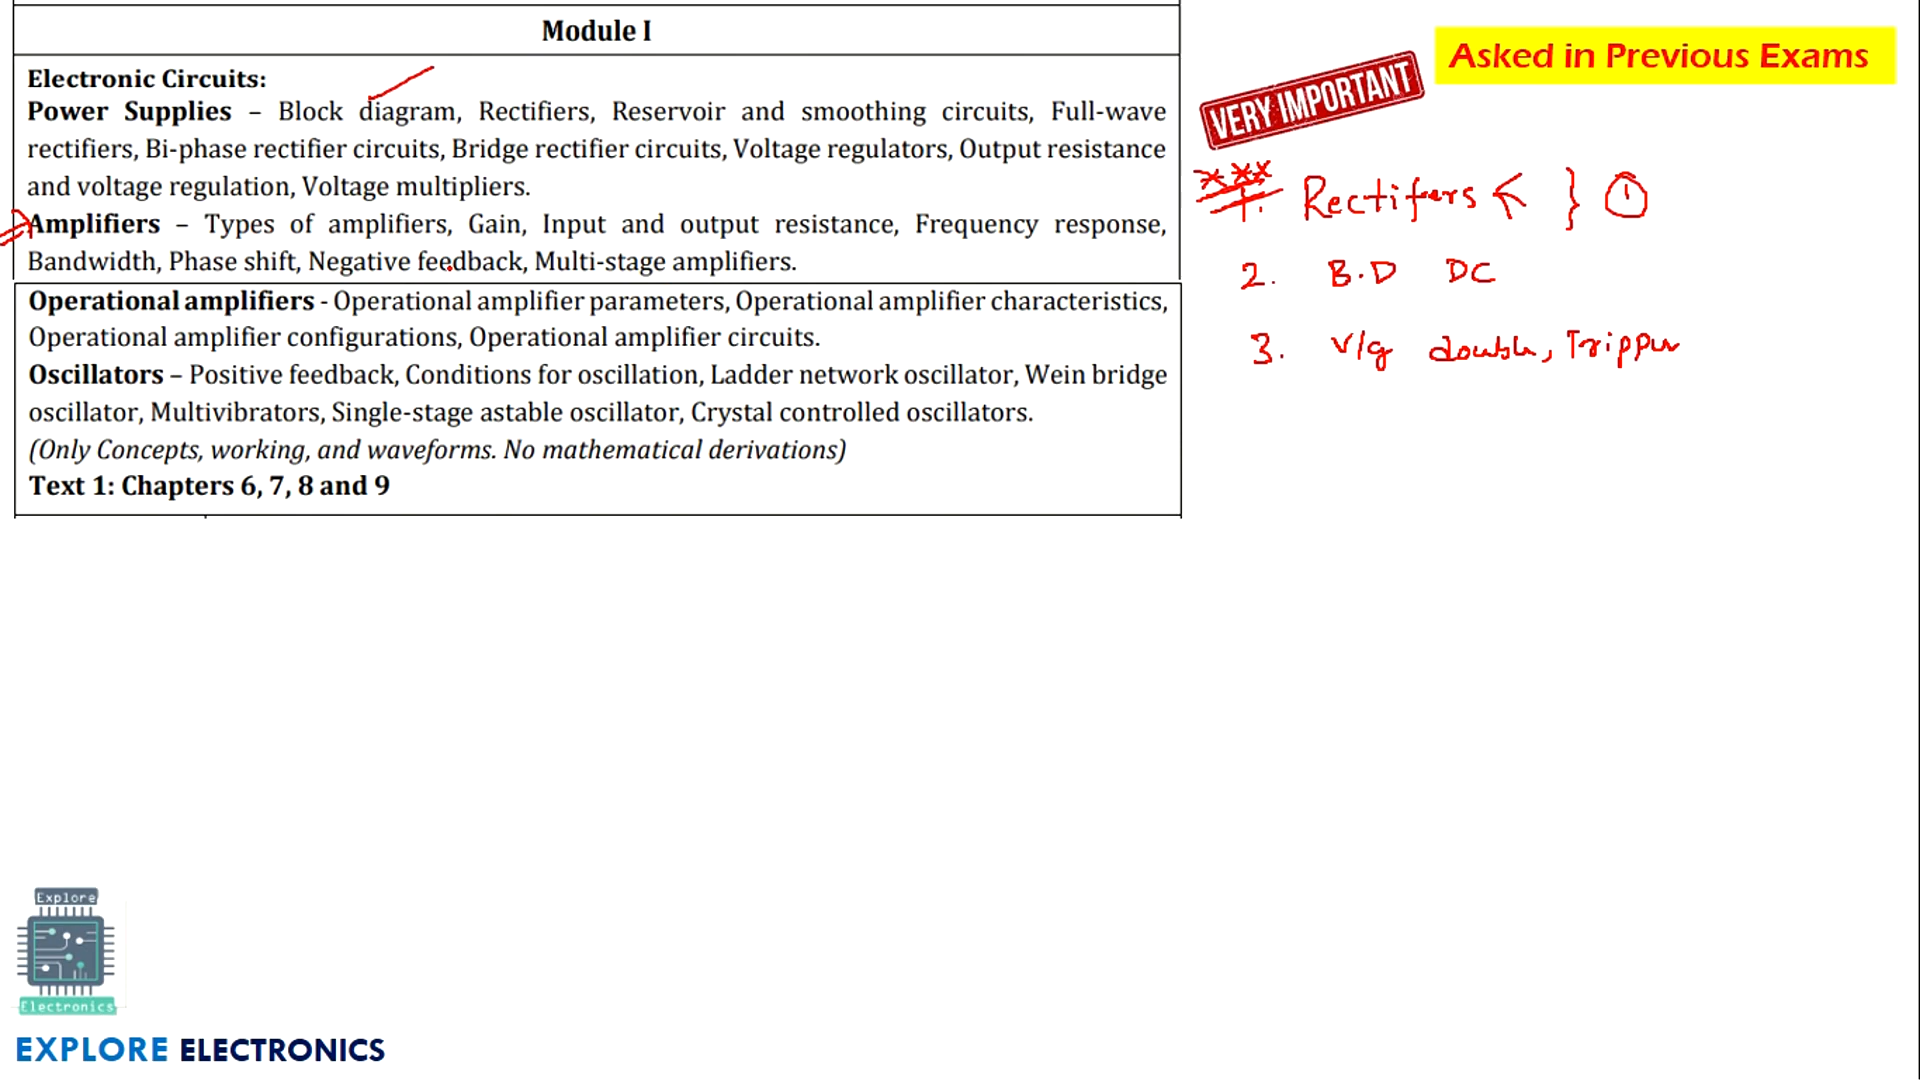 Module I
Electronic Circuits:
Power Supplies – Block diagram, Rectifiers, Reservoir and smoothing circuits, Full-wave
rectifiers, Bi-phase rectifier circuits, Bridge rectifier circuits, Voltage regulators, Output resistance
and voltage regulation, Voltage multipliers.
Amplifiers – Types of amplifiers, Gain, Input and output resistance, Frequency response,
Bandwidth, Phase shift, Negative feedback, Multi-stage amplifiers.
Operational amplifiers - Operational amplifier parameters, Operational amplifier characteristics,
Operational amplifier configurations, Operational amplifier circuits.
Oscillators – Positive feedback, Conditions for oscillation, Ladder network oscillator, Wein bridge
oscillator, Multivibrators, Single-stage astable oscillator, Crystal controlled oscillators.
(Only Concepts, working, and waveforms. No mathematical derivations)
Text 1: Chapters 6, 7, 8 and 9
Asked in Previous Exams
VERY IMPORTANT
1. Rectifers } 1
2. B.D DC
3. V/g double, Tripper
Explore
Electronics
EXPLORE ELECTRONICS